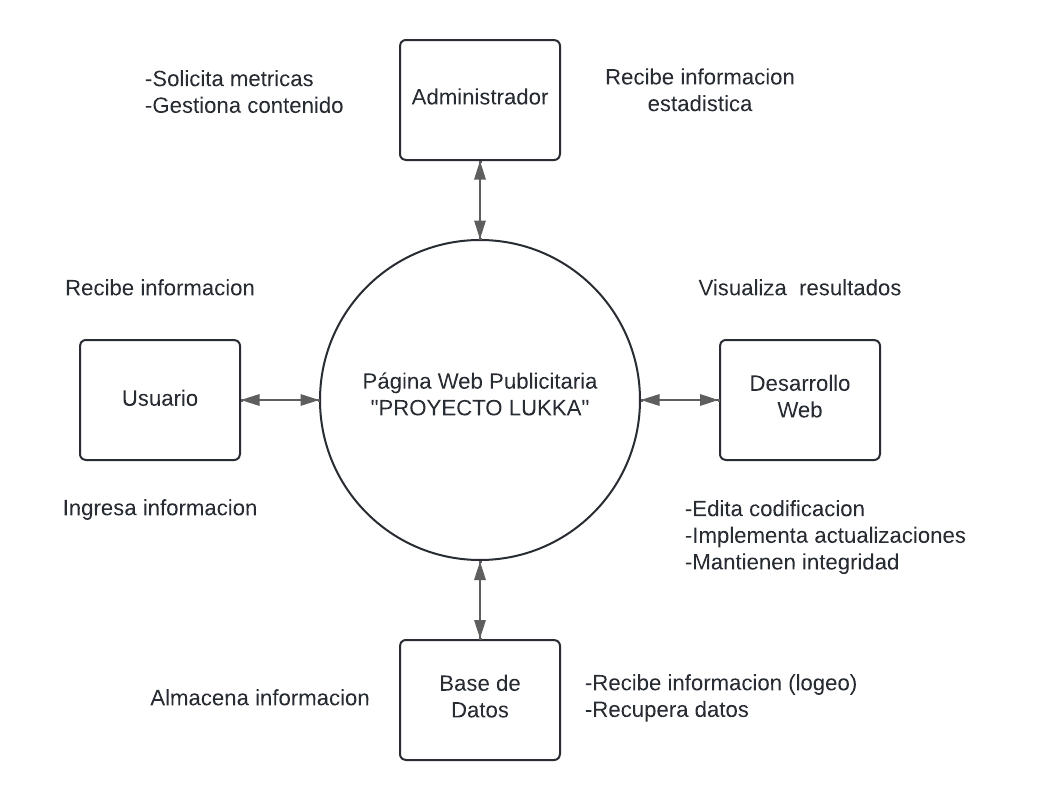 -Solicita metricas
-Gestiona contenido
Administrador
Recibe informacion
estadistica
Recibe informacion
Usuario
Ingresa informacion
Página Web Publicitaria
"PROYECTO LUKKA"
Visualiza  resultados
Desarrollo
Web
-Edita codificacion
-Implementa actualizaciones
-Mantienen integridad
Almacena informacion
Base de
Datos
-Recibe informacion (logeo)
-Recupera datos